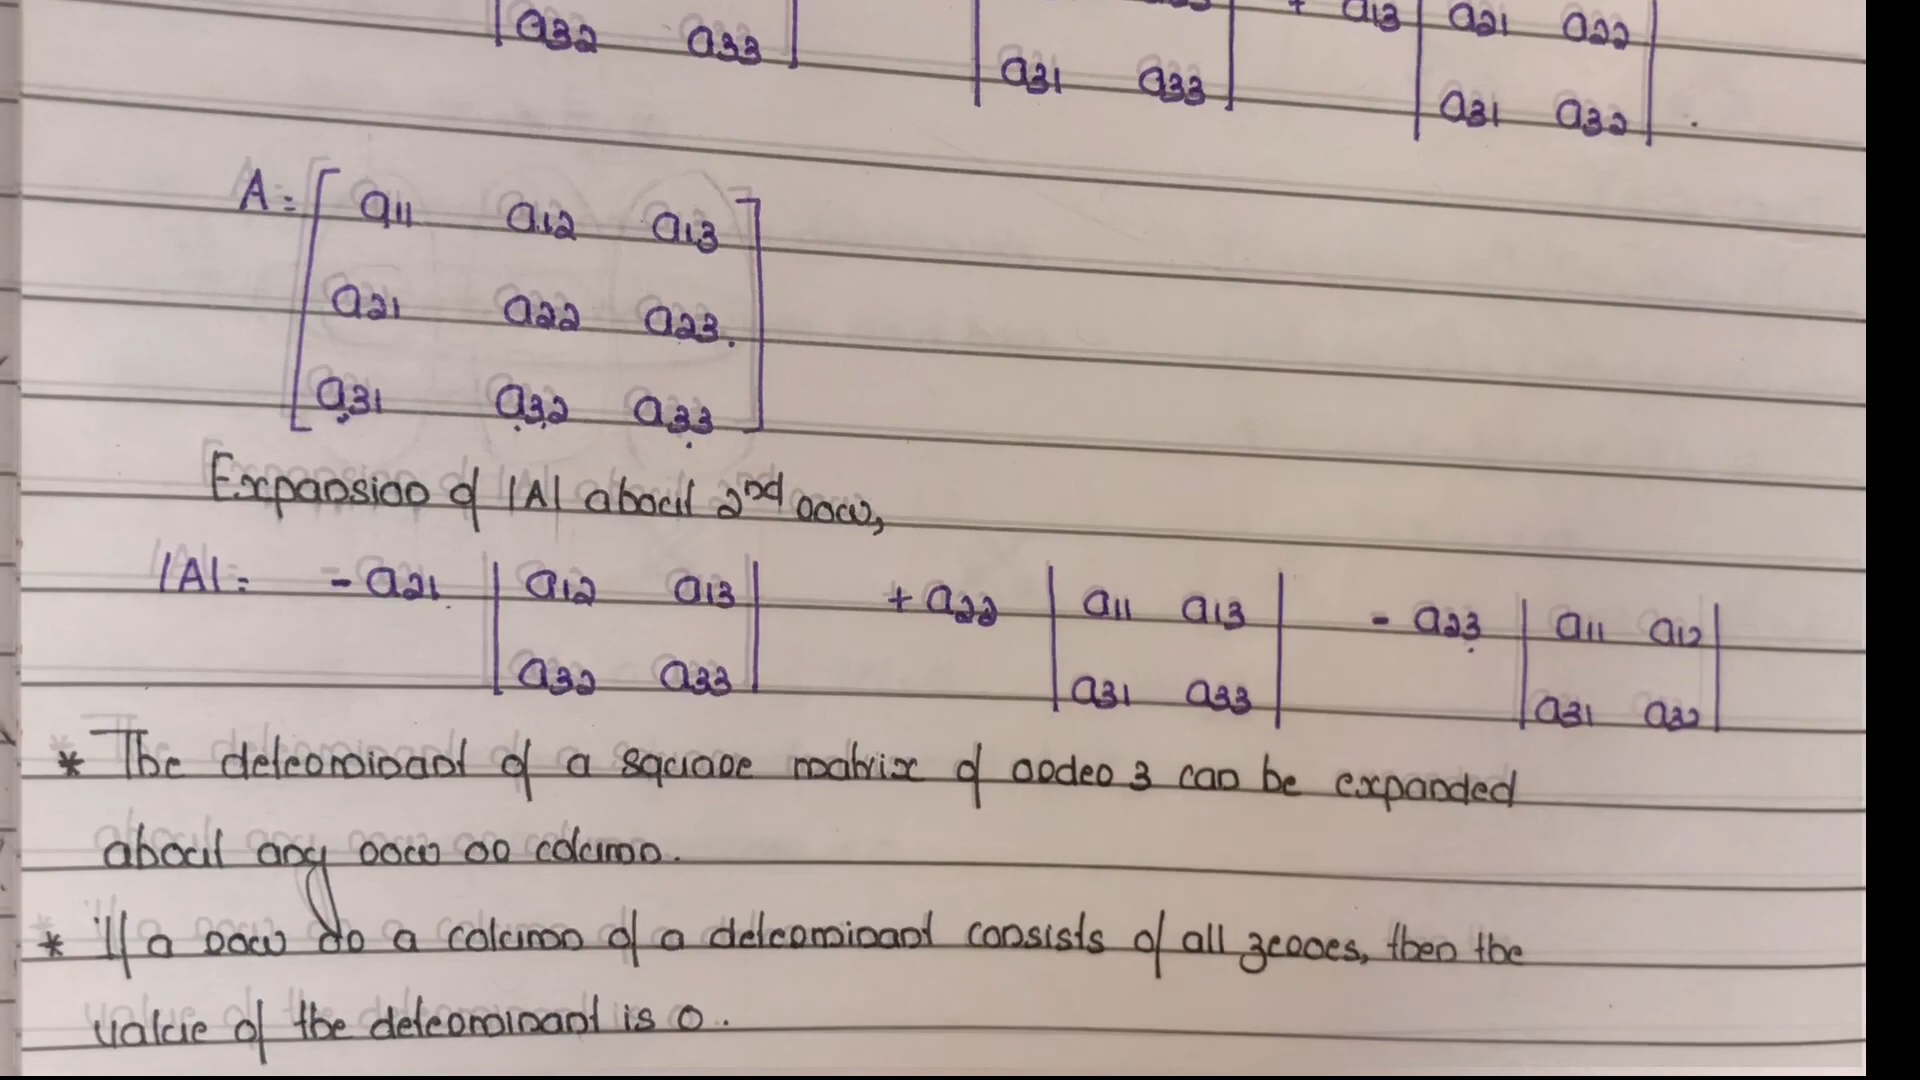 |a32 a33| |a31 a33| + a13 |a21 a22|
|a31 a32| .
A = [a11 a12 a13
a21 a22 a23.
a31 a32 a33]
Expansion of |A| about 2nd row,
|A| = - a21 |a12 a13| + a22 |a11 a13| - a23 |a11 a12|
|a32 a33| |a31 a33| |a31 a32|
* The determinant of a square matrix of order 3 can be expanded
about any row or column.
* If a row or a column of a determinant consists of all zeroes, then the
value of the determinant is 0.